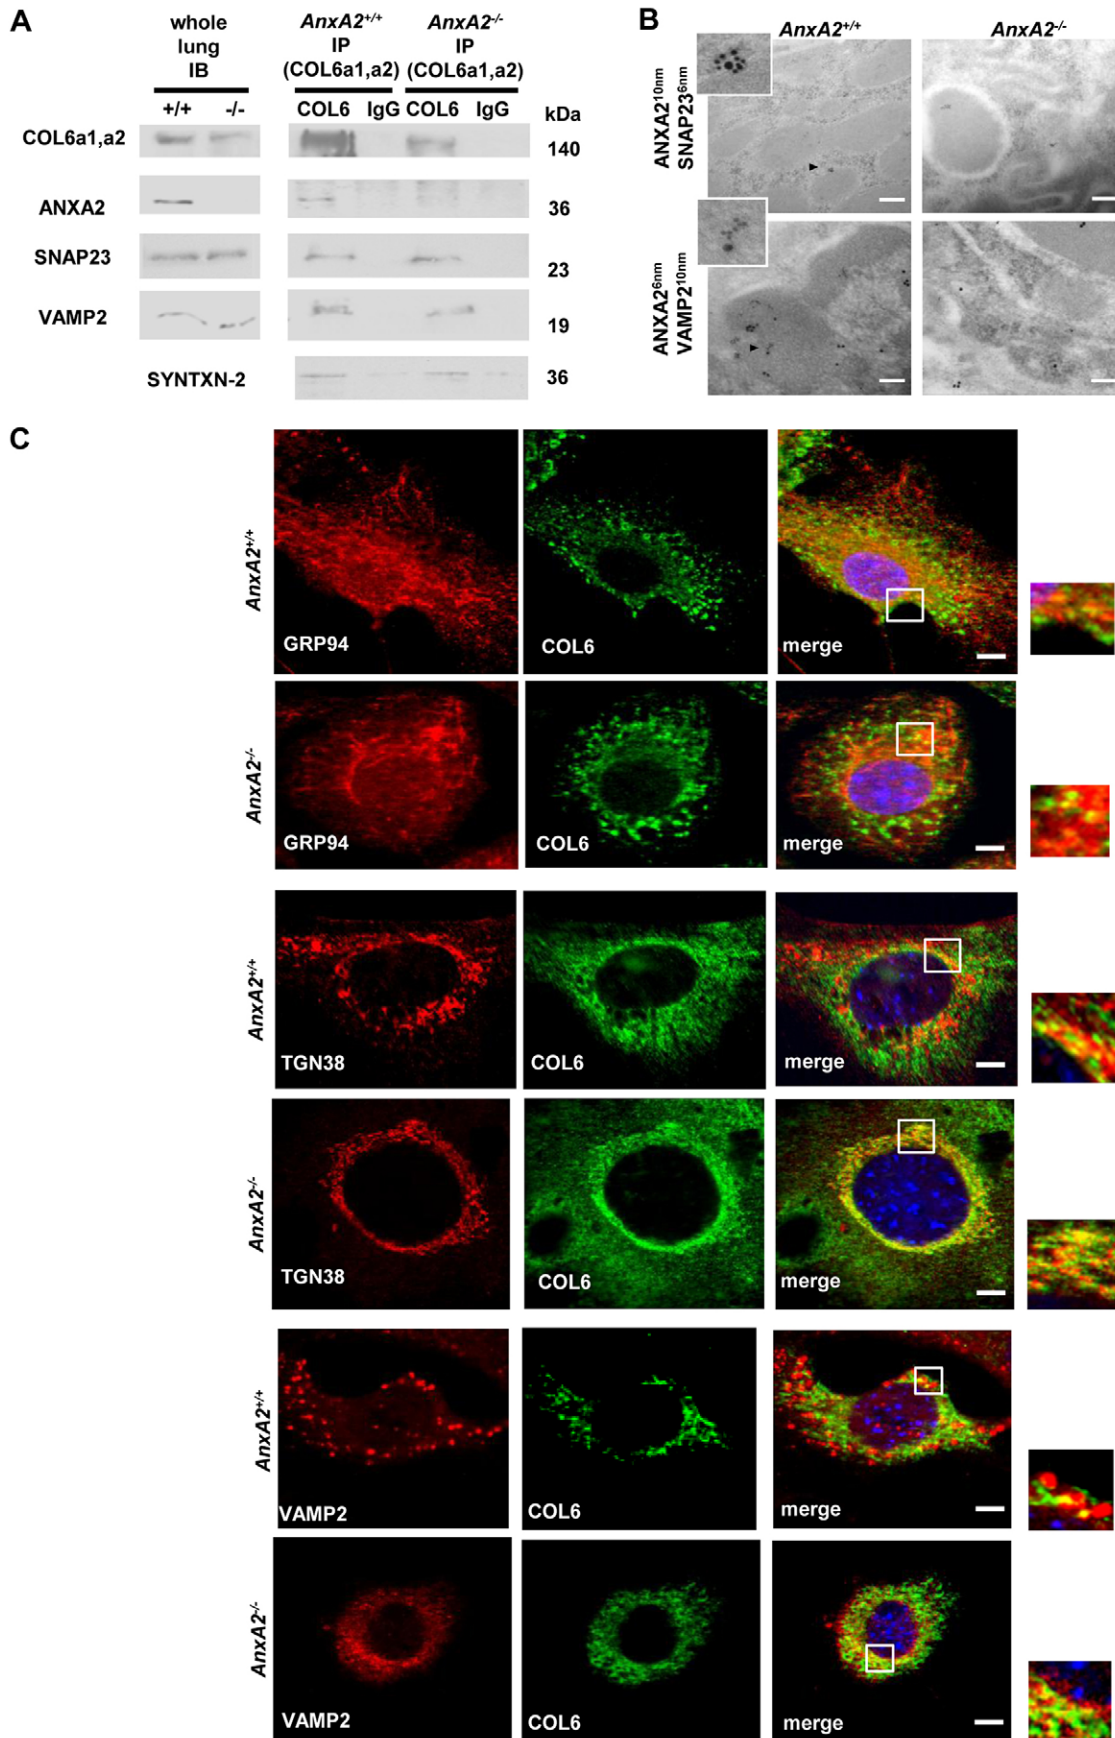 A
whole
lung
IB
AnxA2+/+
IP
(COL6a1,a2)
AnxA2-/-
IP
(COL6a1,a2)
+/+ -/- COL6 IgG COL6 IgG kDa
COL6a1,a2 140
ANXA2 36
SNAP23 23
VAMP2 19
SYNTXN-2 36
B
AnxA2+/+ AnxA2-/-
ANXA210nm
SNAP236nm
ANXA26nm
VAMP210nm
C
AnxA2+/+
GRP94 COL6 merge
AnxA2-/-
GRP94 COL6 merge
AnxA2+/+
TGN38 COL6 merge
AnxA2-/-
TGN38 COL6 merge
AnxA2+/+
VAMP2 COL6 merge
AnxA2-/-
VAMP2 COL6 merge